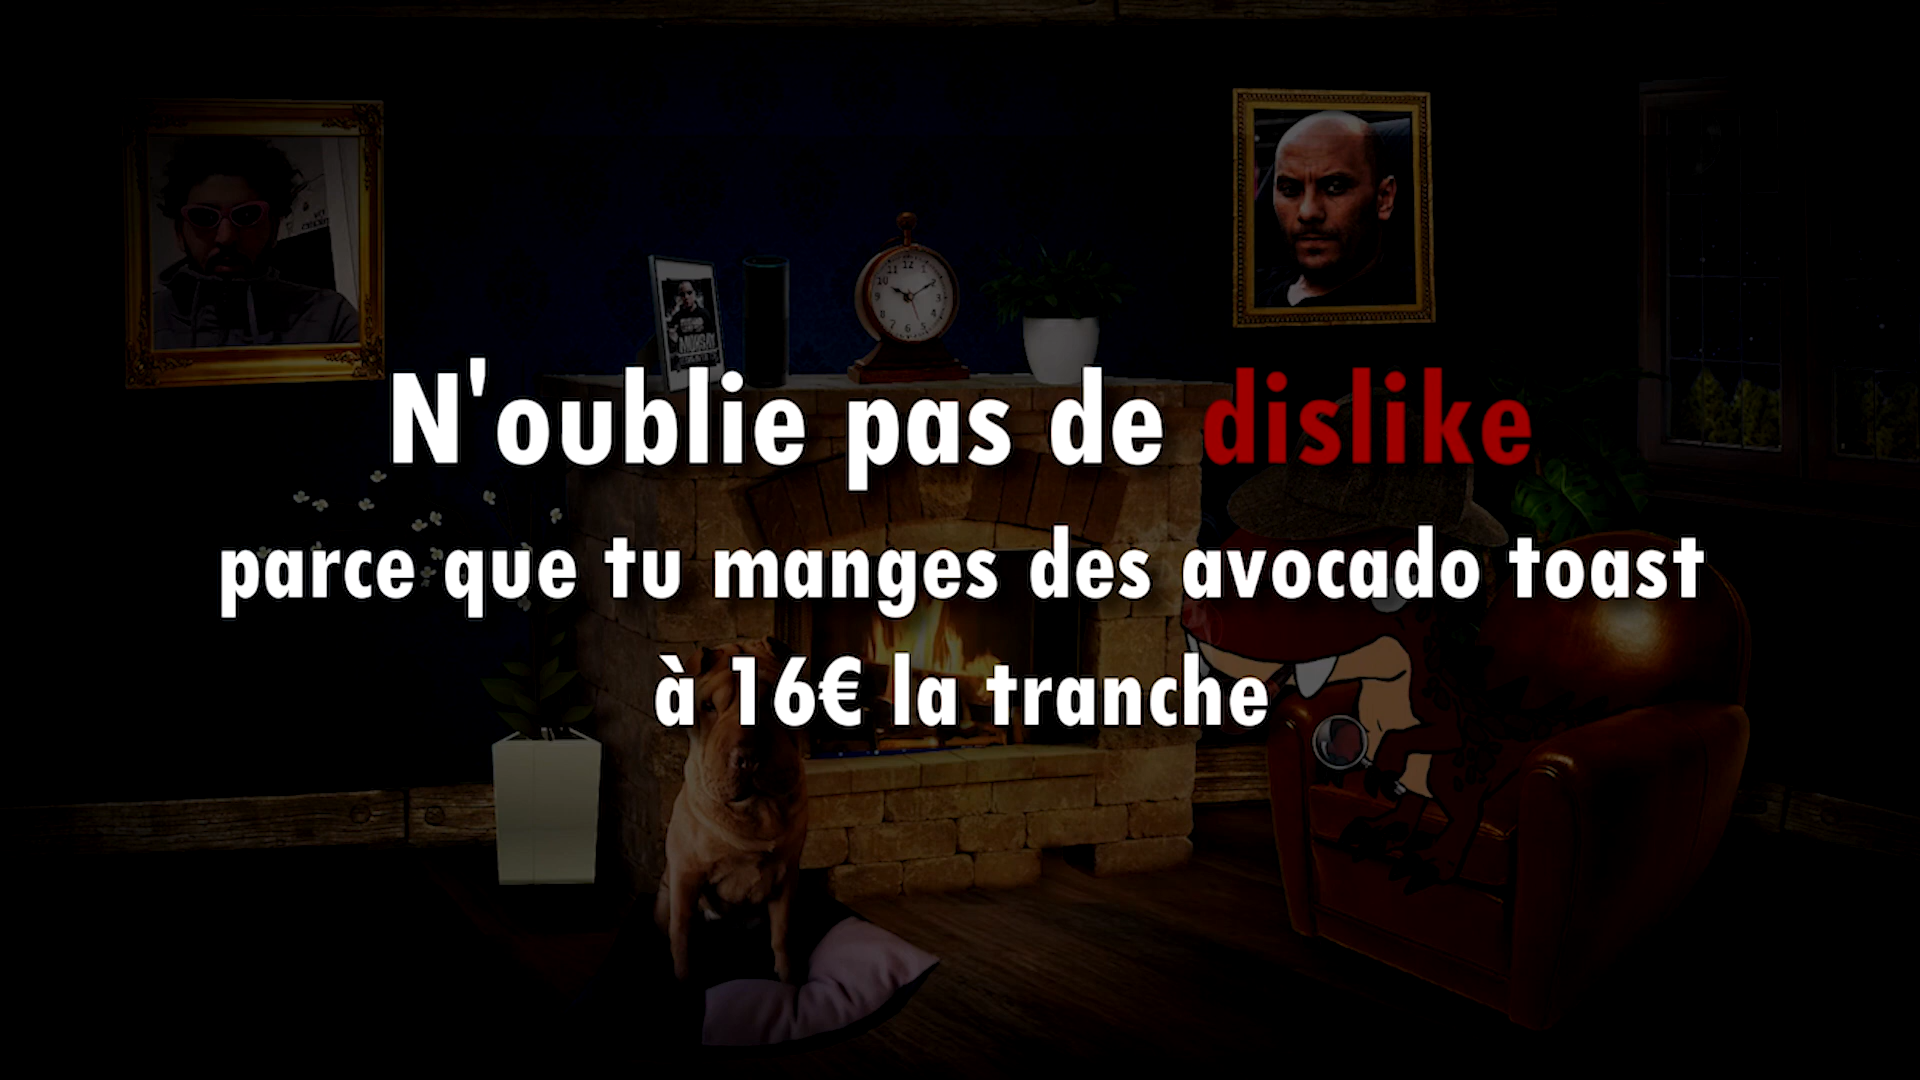 N'oublie pas de dislike
parce que tu manges des avocado toast
à 16€ la tranche